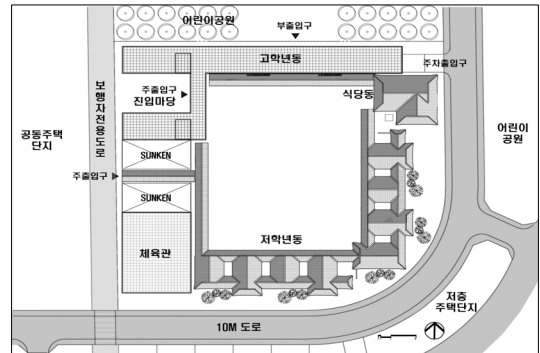 어린이공원
부출입구
고학년동
주차출입구
주출입구
진입마당
식당동
보행자전용도로
공동주택
단지
어린이
공원
SUNKEN
주출입구
SUNKEN
체육관
저학년동
저층
주택단지
10M 도로